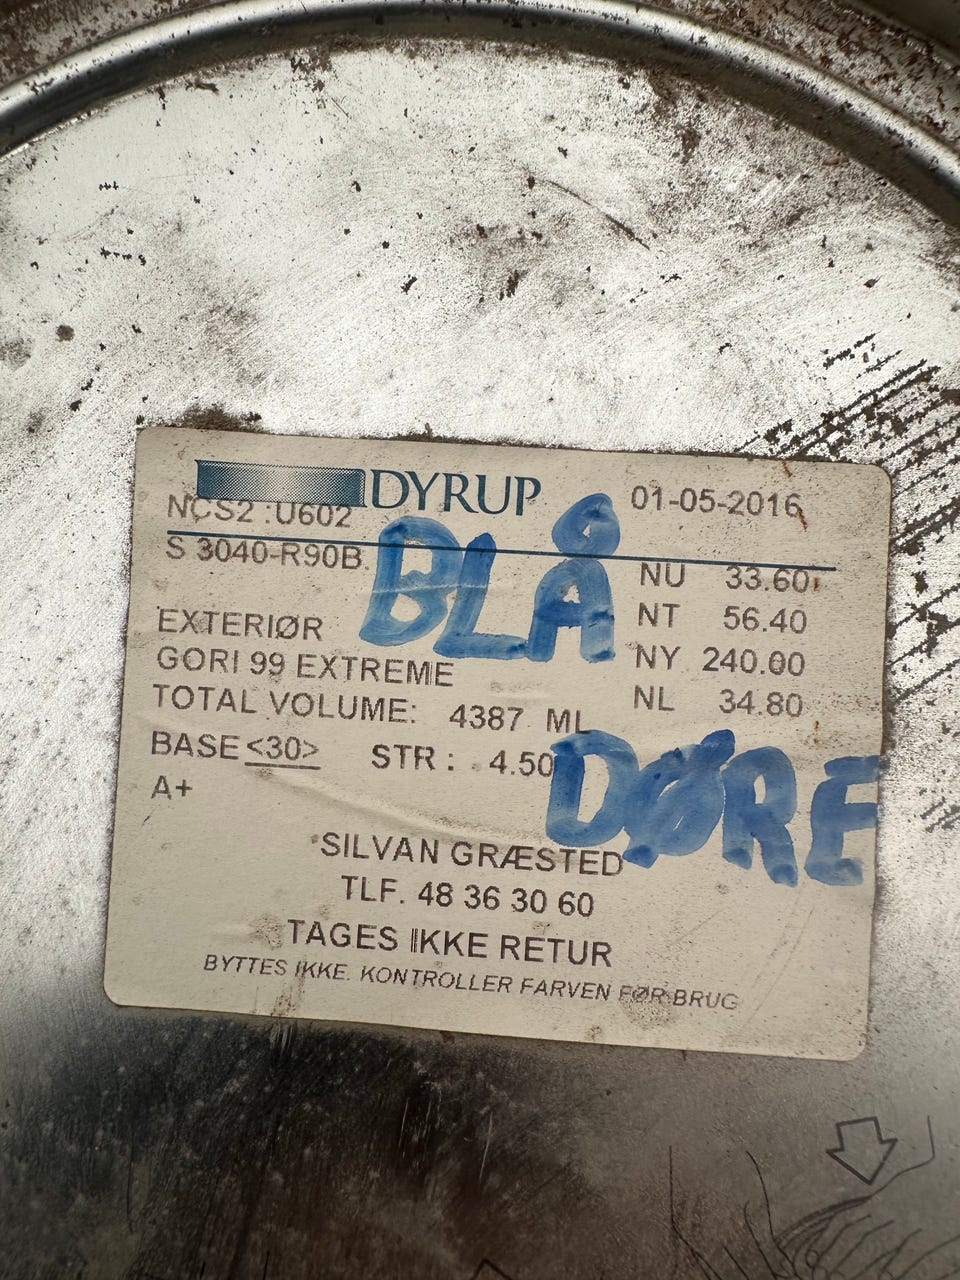 DYRUP 01-05-2016
NCS2 :U602
S 3040-R90B
BLÅ
NU 33.60
NT 56.40
NY 240.00
NL 34.80
EXTERIØR
GORI 99 EXTREME
TOTAL VOLUME: 4387 ML
BASE <30> STR : 4.50
A+
DØRE
SILVAN GRÆSTED
TLF. 48 36 30 60
TAGES IKKE RETUR
BYTTES IKKE. KONTROLLER FARVEN FØR BRUG